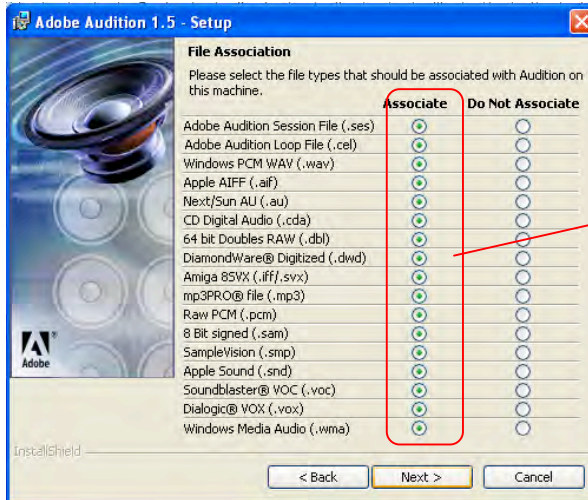 Adobe Audition 1.5 - Setup
File Association
Please select the file types that should be associated with Audition on
this machine.
Associate Do Not Associate
Adobe Audition Session File (.ses)
Adobe Audition Loop File (.cel)
Windows PCM WAV (.wav)
Apple AIFF (.aif)
Next/Sun AU (.au)
CD Digital Audio (.cda)
64 bit Doubles RAW (.dbl)
DiamondWare® Digitized (.dwd)
Amiga 8SVX (.iff/.svx)
mp3PRO® file (.mp3)
Raw PCM (.pcm)
8 Bit signed (.sam)
SampleVision (.smp)
Apple Sound (.snd)
Soundblaster® VOC (.voc)
Dialogic® VOX (.vox)
Windows Media Audio (.wma)
Adobe
InstallShield
< Back Next > Cancel